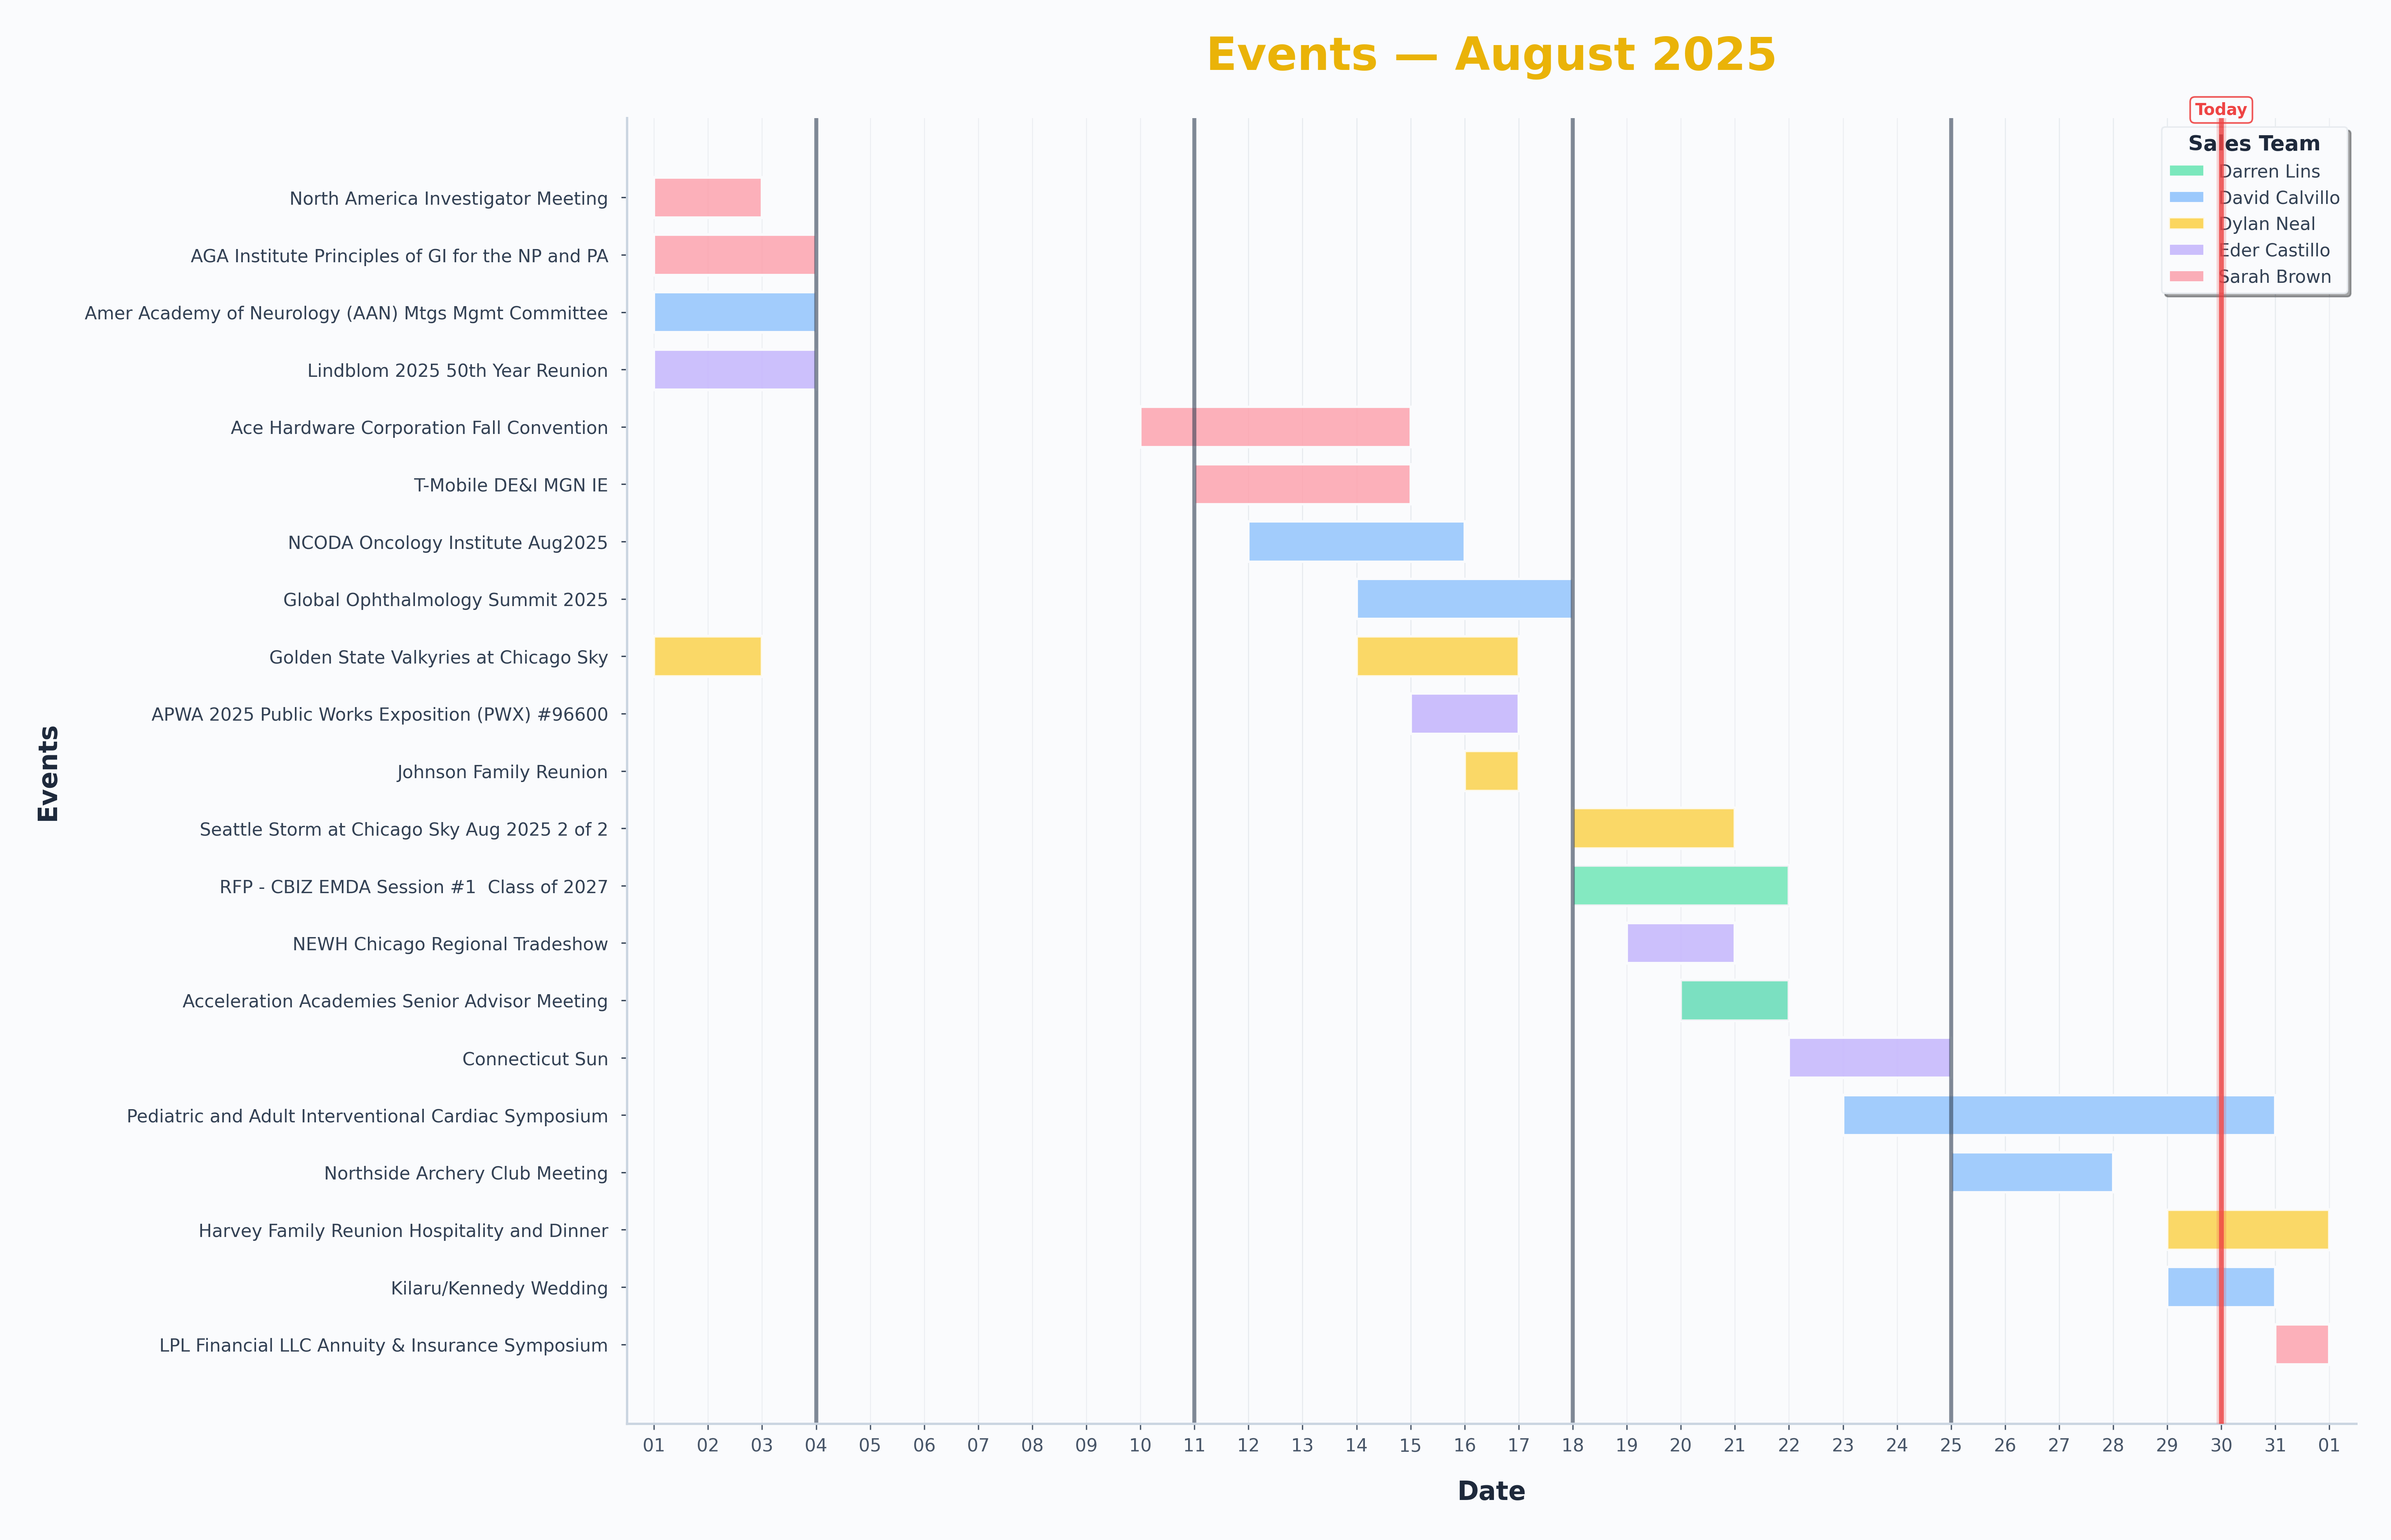 Events — August 2025
Today
Sales Team
Darren Lins
David Calvillo
Dylan Neal
Eder Castillo
Sarah Brown
North America Investigator Meeting
AGA Institute Principles of GI for the NP and PA
Amer Academy of Neurology (AAN) Mtgs Mgmt Committee
Lindblom 2025 50th Year Reunion
Ace Hardware Corporation Fall Convention
T-Mobile DE&I MGN IE
NCODA Oncology Institute Aug2025
Global Ophthalmology Summit 2025
Golden State Valkyries at Chicago Sky
APWA 2025 Public Works Exposition (PWX) #96600
Johnson Family Reunion
Seattle Storm at Chicago Sky Aug 2025 2 of 2
RFP - CBIZ EMDA Session #1  Class of 2027
NEWH Chicago Regional Tradeshow
Acceleration Academies Senior Advisor Meeting
Connecticut Sun
Pediatric and Adult Interventional Cardiac Symposium
Northside Archery Club Meeting
Harvey Family Reunion Hospitality and Dinner
Kilaru/Kennedy Wedding
LPL Financial LLC Annuity & Insurance Symposium
Events
01 02 03 04 05 06 07 08 09 10 11 12 13 14 15 16 17 18 19 20 21 22 23 24 25 26 27 28 29 30 31 01
Date